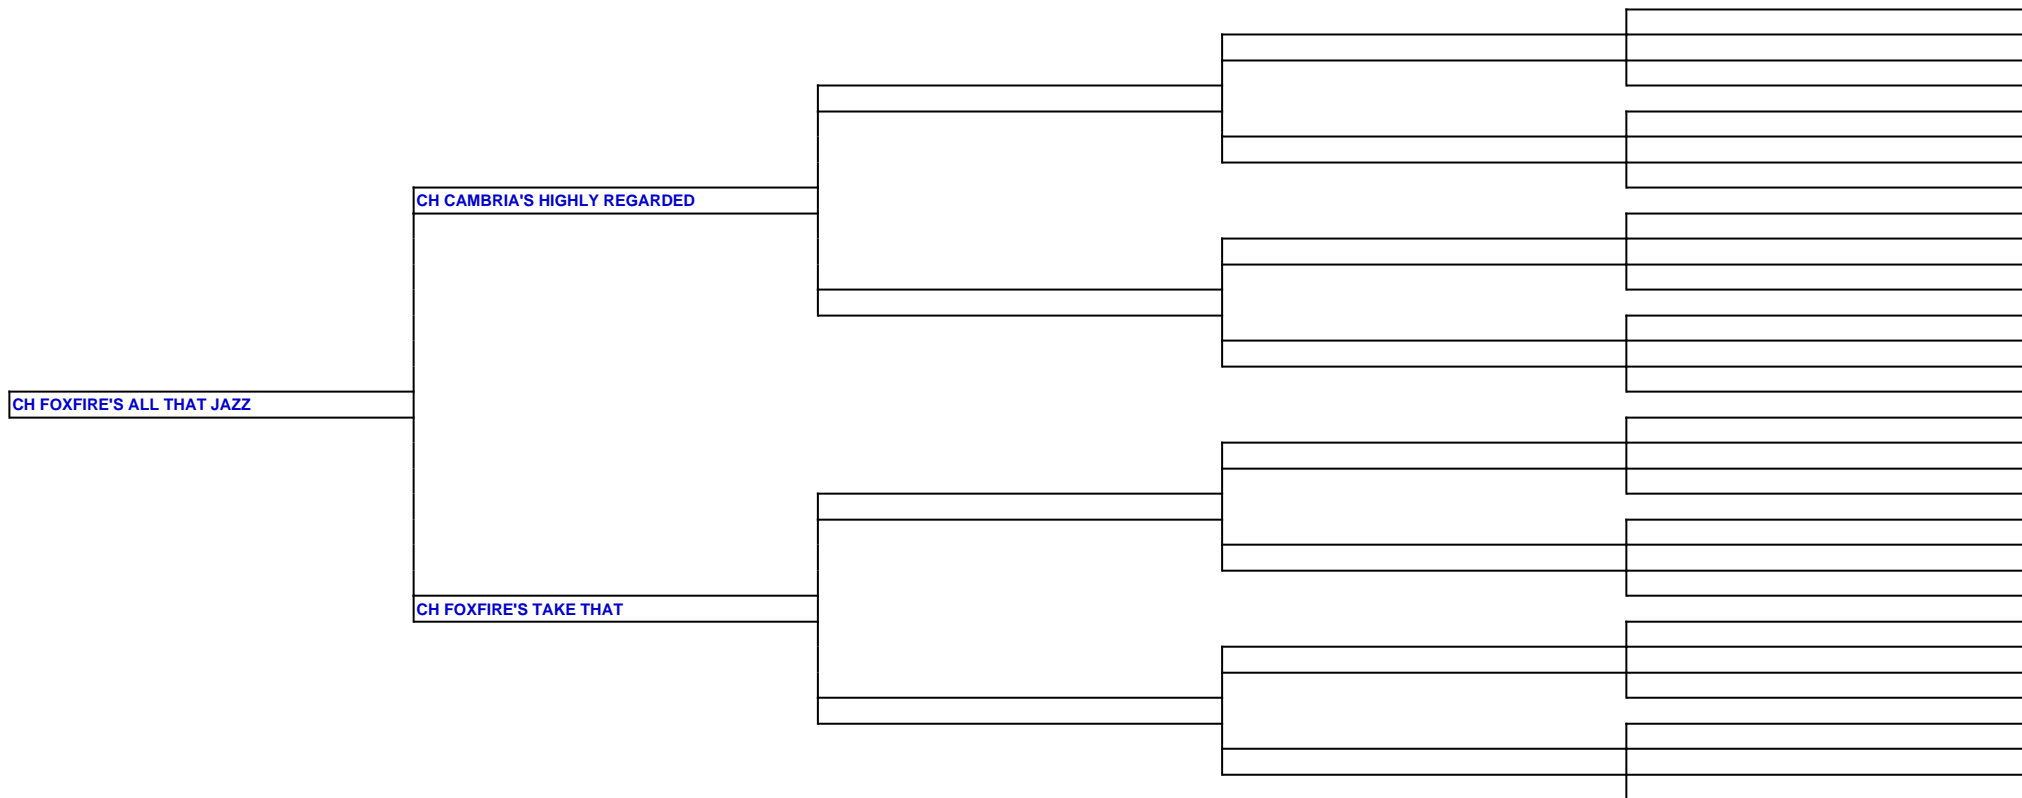 CH CAMBRIA'S HIGHLY REGARDED
CH FOXFIRE'S ALL THAT JAZZ
CH FOXFIRE'S TAKE THAT